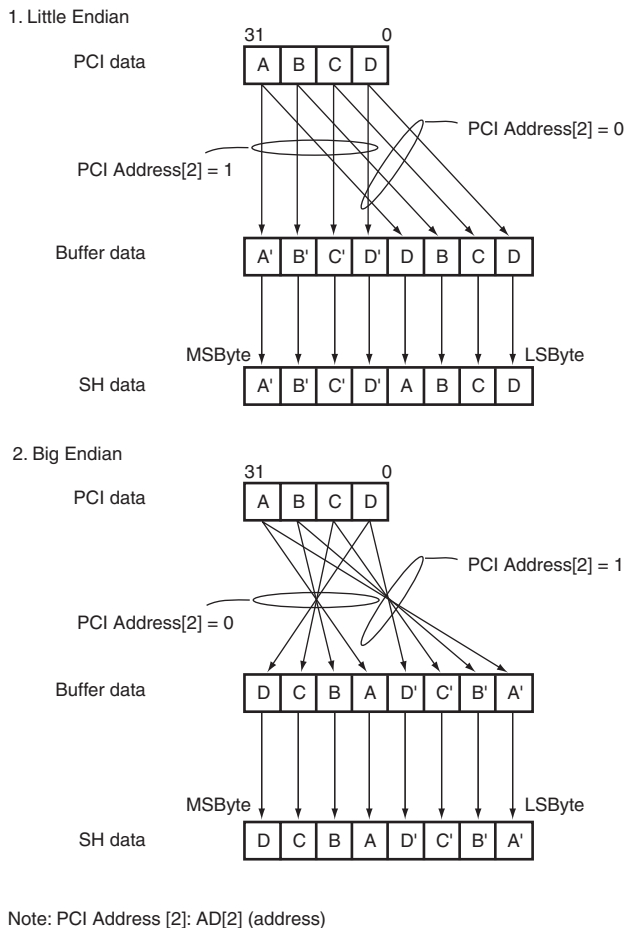 1. Little Endian
31 0
PCI data A B C D
PCI Address[2] = 0
PCI Address[2] = 1
Buffer data A' B' C' D' D B C D
MSByte LSByte
SH data A' B' C' D' A B C D
2. Big Endian
31 0
PCI data A B C D
PCI Address[2] = 1
PCI Address[2] = 0
Buffer data D C B A D' C' B' A'
MSByte LSByte
SH data D C B A D' C' B' A'
Note: PCI Address [2]: AD[2] (address)